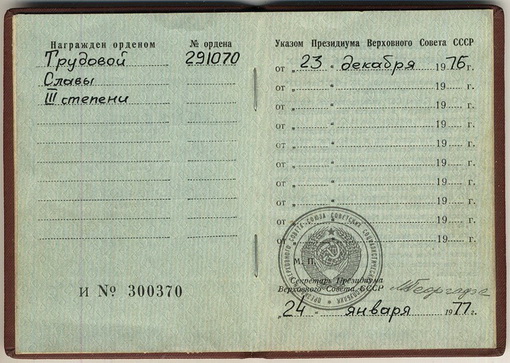 Награжден орденом № ордена
Трудовой 291070
Славы
III степени
И № 300370
Указом Президиума Верховного Совета СССР
от „ 23 " декабря 1976 г.
от „ " 19 г.
от „ " 19 г.
от „ " 19 г.
от „ " 19 г.
от „ " 19 г.
от „ " 19 г.
от „ " 19 г.
от „ " 19 г.
от „ " 19 г.
М. П.
Секретарь Президиума
Верховного Совета СССР
„ 24 " января 1977 г.